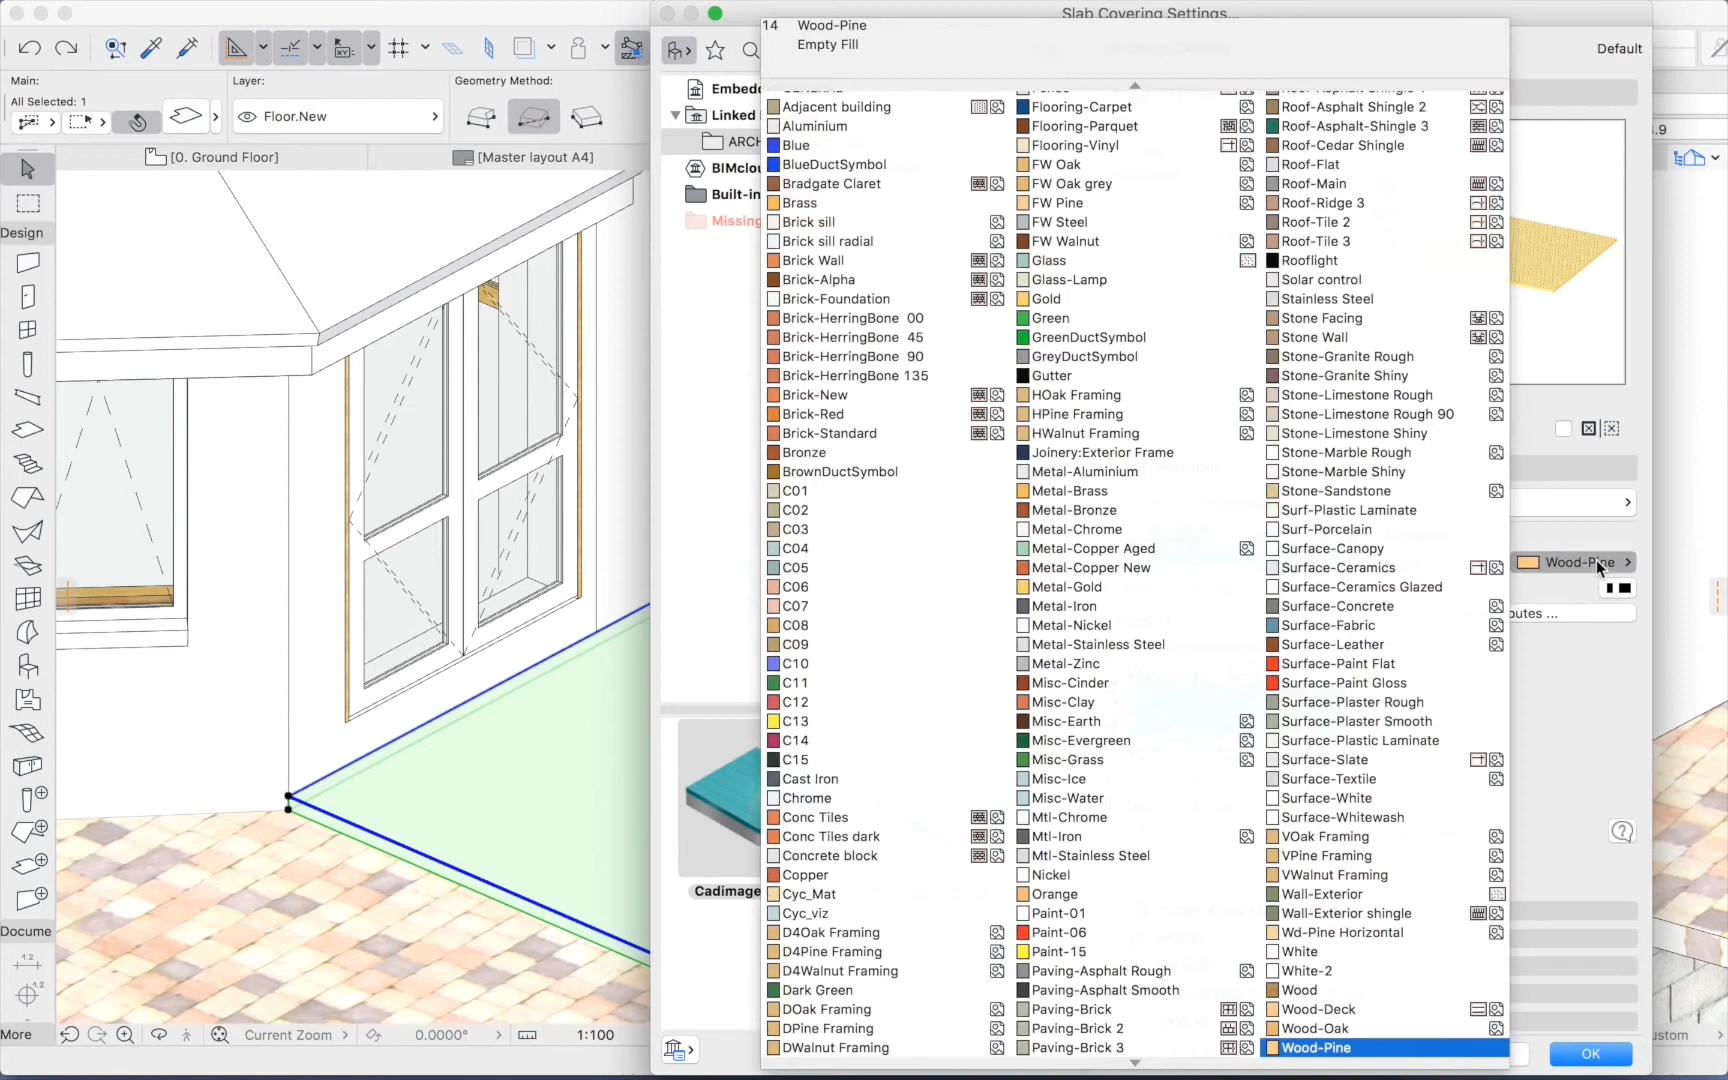 Slab Covering Settings...
14 Wood-Pine
Empty Fill
Default
Main:
All Selected: 1
Layer:
Floor.New
Geometry Method:
[0. Ground Floor]
[Master layout A4]
Design
Linked
Built-in
Missing
Adjacent building
Aluminium
Blue
BlueDuctSymbol
Bradgate Claret
Brass
Brick sill
Brick sill radial
Brick Wall
Brick-Alpha
Brick-Foundation
Brick-HerringBone 00
Brick-HerringBone 45
Brick-HerringBone 90
Brick-HerringBone 135
Brick-New
Brick-Red
Brick-Standard
Bronze
BrownDuctSymbol
C01
C02
C03
C04
C05
C06
C07
C08
C09
C10
C11
C12
C13
C14
C15
Cast Iron
Chrome
Conc Tiles
Conc Tiles dark
Concrete block
Copper
Cyc_Mat
Cyc_viz
D4Oak Framing
D4Pine Framing
D4Walnut Framing
Dark Green
DOak Framing
DPine Framing
DWalnut Framing
Flooring-Carpet
Flooring-Parquet
Flooring-Vinyl
FW Oak
FW Oak grey
FW Pine
FW Steel
FW Walnut
Glass
Glass-Lamp
Gold
Green
GreenDuctSymbol
GreyDuctSymbol
Gutter
HOak Framing
HPine Framing
HWalnut Framing
Joinery:Exterior Frame
Metal-Aluminium
Metal-Brass
Metal-Bronze
Metal-Chrome
Metal-Copper Aged
Metal-Copper New
Metal-Gold
Metal-Iron
Metal-Nickel
Metal-Stainless Steel
Metal-Zinc
Misc-Cinder
Misc-Clay
Misc-Earth
Misc-Evergreen
Misc-Grass
Misc-Ice
Misc-Water
Mtl-Chrome
Mtl-Iron
Mtl-Stainless Steel
Nickel
Orange
Paint-01
Paint-06
Paint-15
Paving-Asphalt Rough
Paving-Asphalt Smooth
Paving-Brick
Paving-Brick 2
Paving-Brick 3
Roof-Asphalt Shingle 2
Roof-Asphalt-Shingle 3
Roof-Cedar Shingle
Roof-Flat
Roof-Main
Roof-Ridge 3
Roof-Tile 2
Roof-Tile 3
Rooflight
Solar control
Stainless Steel
Stone Facing
Stone Wall
Stone-Granite Rough
Stone-Granite Shiny
Stone-Limestone Rough
Stone-Limestone Rough 90
Stone-Limestone Shiny
Stone-Marble Rough
Stone-Marble Shiny
Stone-Sandstone
Surf-Plastic Laminate
Surf-Porcelain
Surface-Canopy
Surface-Ceramics
Surface-Ceramics Glazed
Surface-Concrete
Surface-Fabric
Surface-Leather
Surface-Paint Flat
Surface-Paint Gloss
Surface-Plaster Rough
Surface-Plaster Smooth
Surface-Plastic Laminate
Surface-Slate
Surface-Textile
Surface-White
Surface-Whitewash
VOak Framing
VPine Framing
VWalnut Framing
Wall-Exterior
Wall-Exterior shingle
Wd-Pine Horizontal
White
White-2
Wood
Wood-Deck
Wood-Oak
Wood-Pine
Wood-Pine
butes ...
Cadimage
Docume
1.2
1.2
More
Current Zoom
0.0000°
1:100
ustom
OK